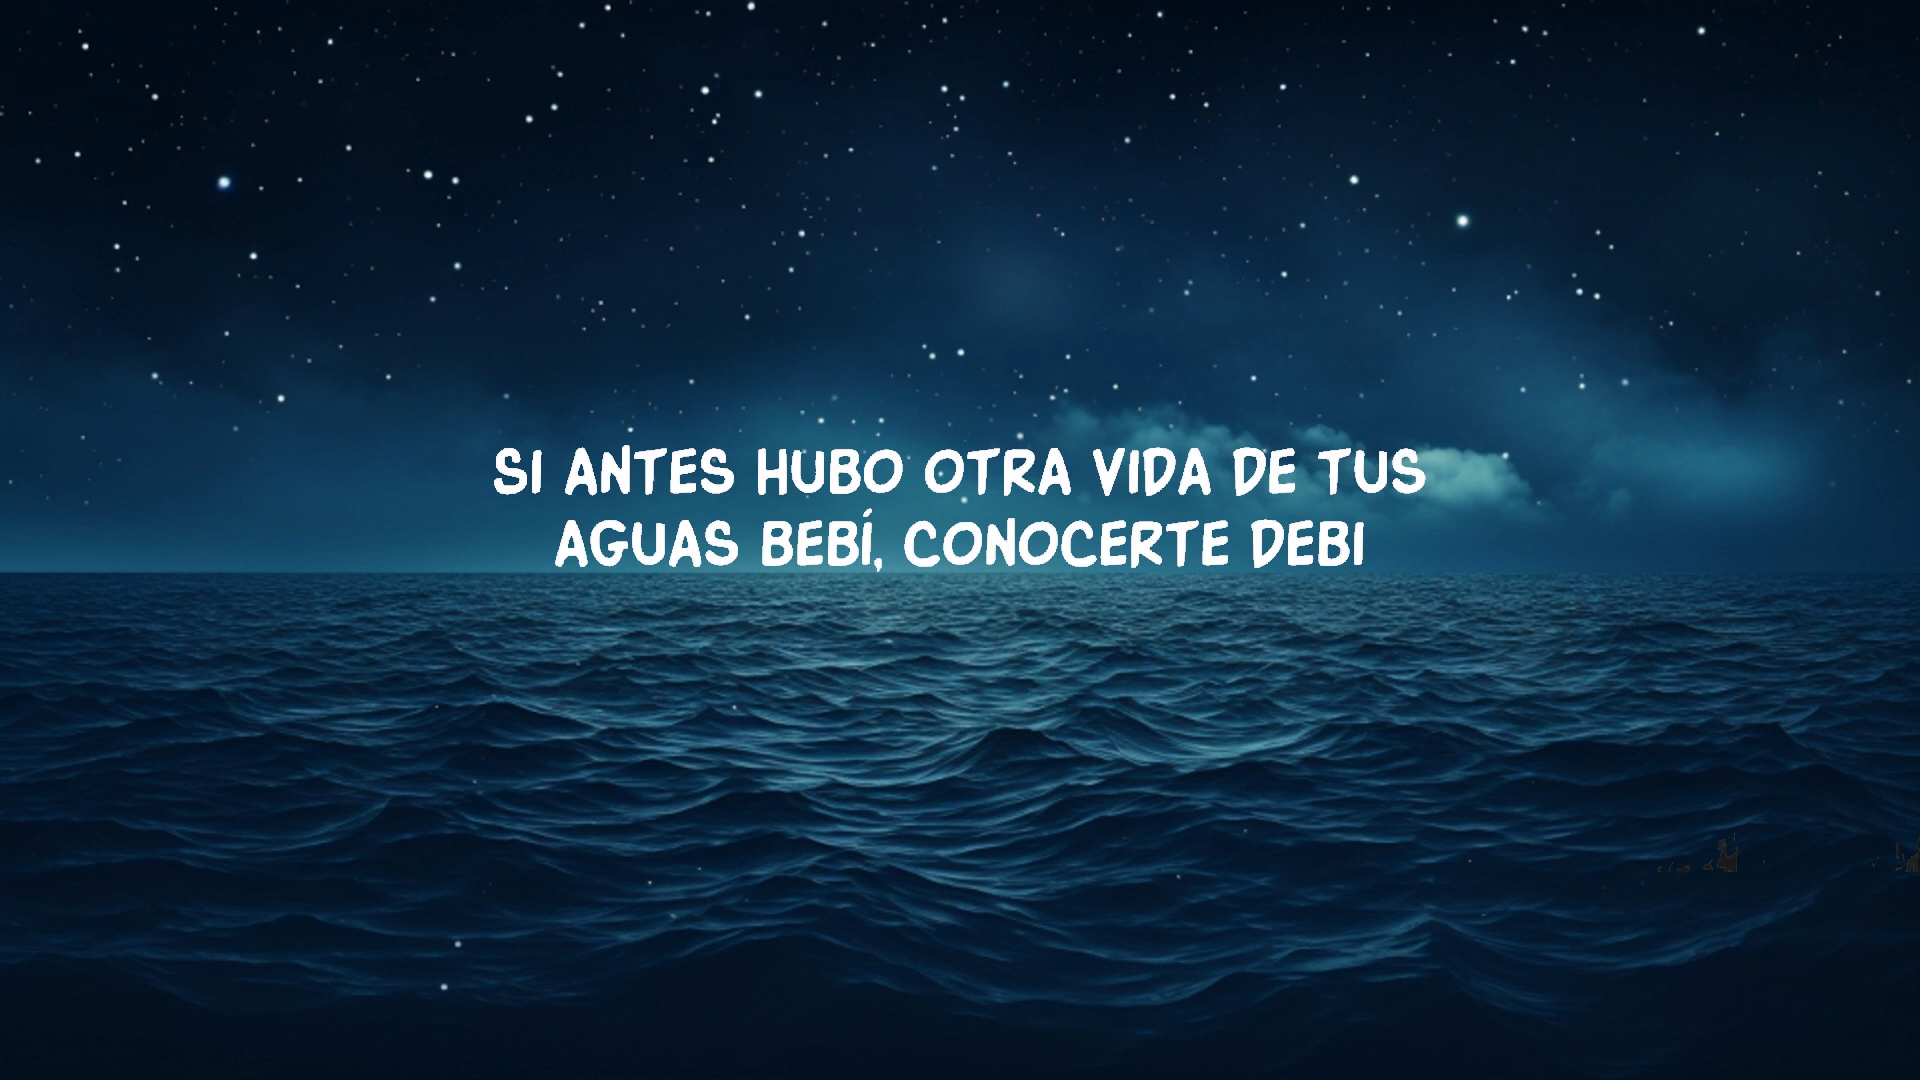 SI ANTES HUBO OTRA VIDA DE TUS
AGUAS BEBÍ, CONOCERTE DEBI